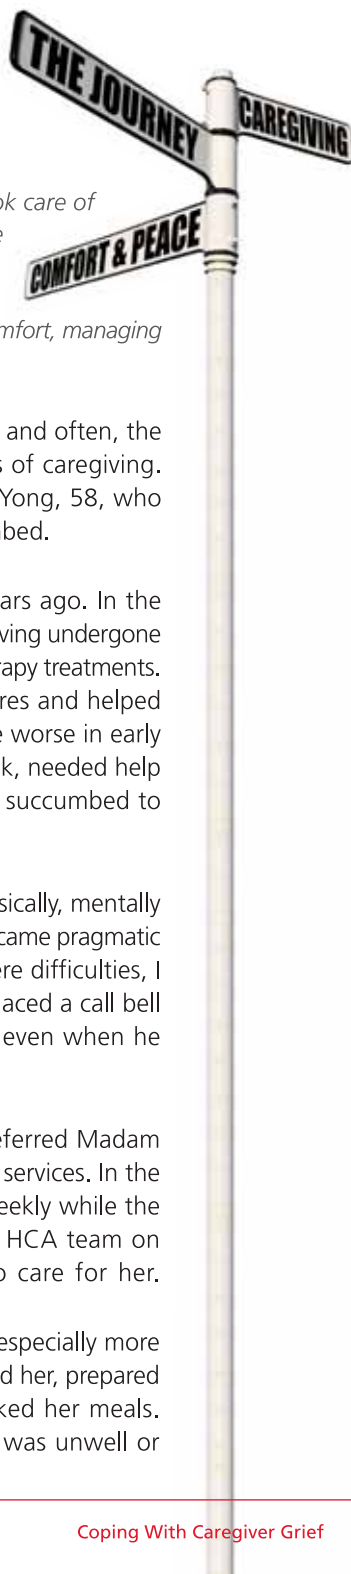 THE JOURNEY
CAREGIVING
COMFORT & PEACE
ok care of
e
mfort, managing
and often, the
s of caregiving.
Yong, 58, who
nbed.
ars ago. In the
ving undergone
rapy treatments.
res and helped
e worse in early
k, needed help
succumbed to
sically, mentally
came pragmatic
re difficulties, I
aced a call bell
even when he
eferred Madam
services. In the
eekly while the
HCA team on
o care for her.
especially more
d her, prepared
ked her meals.
was unwell or
Coping With Caregiver Grief